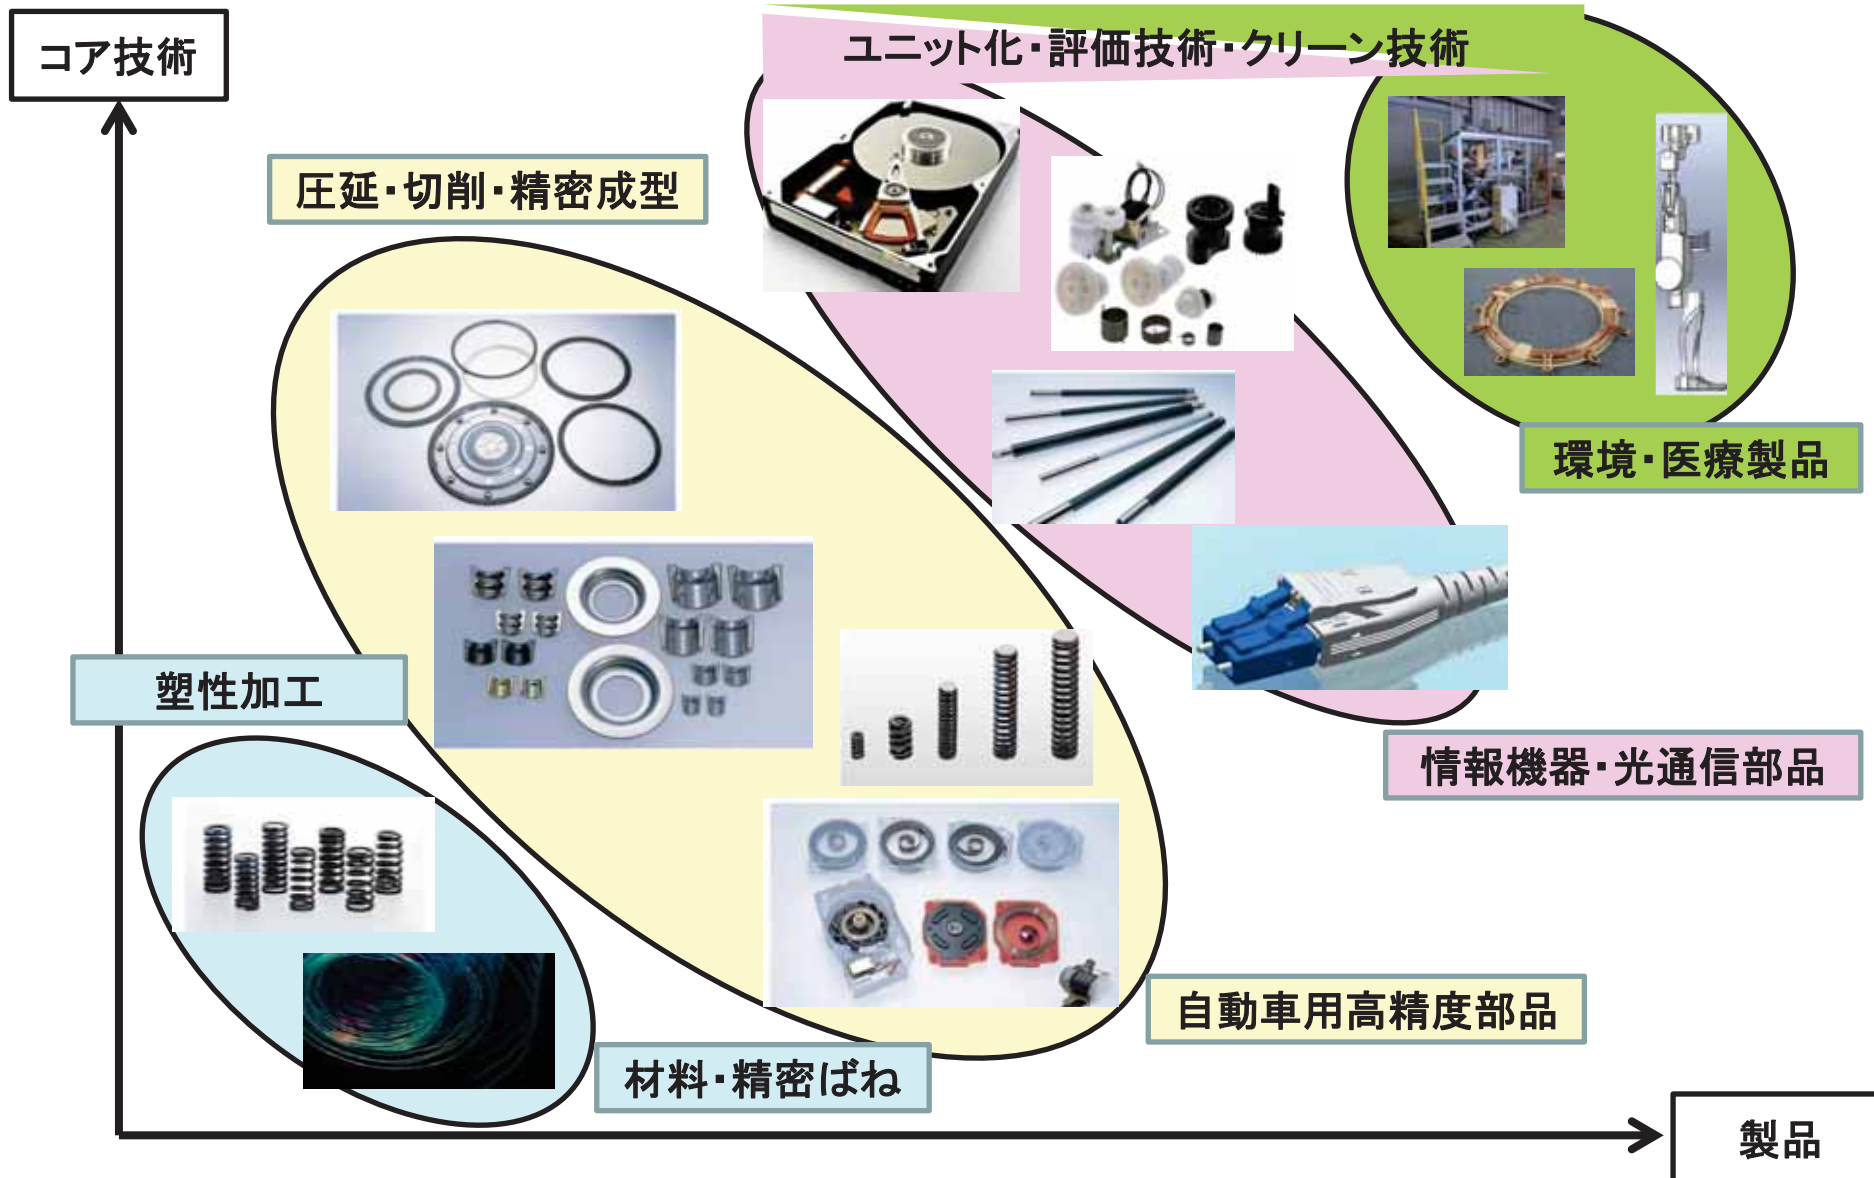 コア技術
ユニット化・評価技術・クリーン技術
圧延・切削・精密成型
環境・医療製品
塑性加工
情報機器・光通信部品
自動車用高精度部品
材料・精密ばね
製品